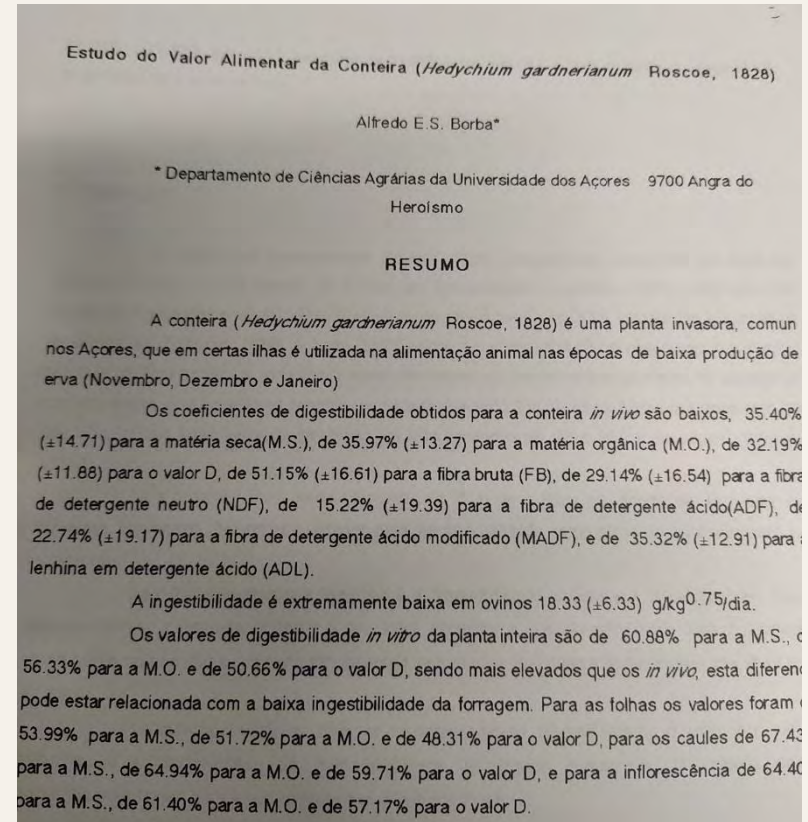 Estudo do Valor Alimentar da Conteira (Hedychium gardnerianum Roscoe, 1828)
Alfredo E.S. Borba*
* Departamento de Ciências Agrárias da Universidade dos Açores 9700 Angra do
Heroísmo
RESUMO
A conteira (Hedychium gardnerianum Roscoe, 1828) é uma planta invasora, comun
nos Açores, que em certas ilhas é utilizada na alimentação animal nas épocas de baixa produção de
erva (Novembro, Dezembro e Janeiro)
Os coeficientes de digestibilidade obtidos para a conteira in vivo são baixos, 35.40%
(±14.71) para a matéria seca(M.S.), de 35.97% (±13.27) para a matéria orgânica (M.O.), de 32.19%
(±11.88) para o valor D, de 51.15% (±16.61) para a fibra bruta (FB), de 29.14% (±16.54) para a fibra
de detergente neutro (NDF), de 15.22% (±19.39) para a fibra de detergente ácido(ADF), de
22.74% (±19.17) para a fibra de detergente ácido modificado (MADF), e de 35.32% (±12.91) para
lenhina em detergente ácido (ADL).
A ingestibilidade é extremamente baixa em ovinos 18.33 (±6.33) g/kg0.75/dia.
Os valores de digestibilidade in vitro da planta inteira são de 60.88% para a M.S.,
56.33% para a M.O. e de 50.66% para o valor D, sendo mais elevados que os in vivo, esta diferenç
pode estar relacionada com a baixa ingestibilidade da forragem. Para as folhas os valores foram
53.99% para a M.S., de 51.72% para a M.O. e de 48.31% para o valor D, para os caules de 67.43
para a M.S., de 64.94% para a M.O. e de 59.71% para o valor D, e para a inflorescência de 64.40
para a M.S., de 61.40% para a M.O. e de 57.17% para o valor D.